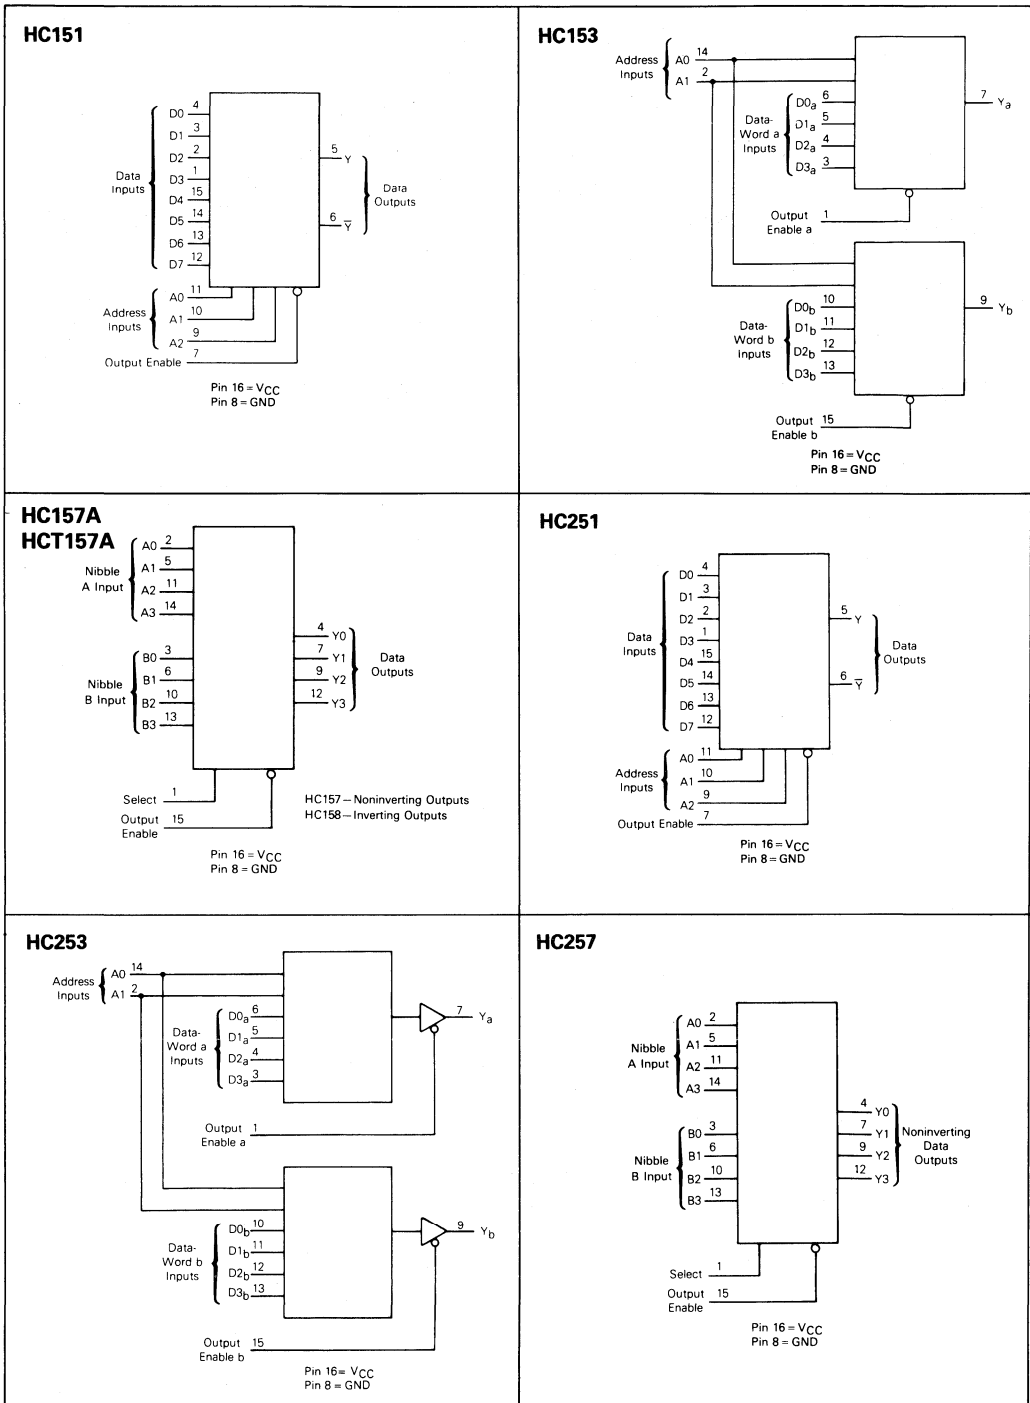 HC151
Data
Inputs
D0 4
D1 3
D2 2
D3 1
D4 15
D5 14
D6 13
D7 12
5 Y
6 Y̅
Data
Outputs
Address
Inputs
A0 11
A1 10
A2 9
Output Enable 7
Pin 16 = VCC
Pin 8 = GND
HC153
Address
Inputs
A0 14
A1 2
Data-
Word a
Inputs
D0a 6
D1a 5
D2a 4
D3a 3
7 Ya
Output
Enable a
1
Data-
Word b
Inputs
D0b 10
D1b 11
D2b 12
D3b 13
9 Yb
Output
Enable b
15
Pin 16 = VCC
Pin 8 = GND
HC157A
HCT157A
Nibble
A Input
A0 2
A1 5
A2 11
A3 14
Nibble
B Input
B0 3
B1 6
B2 10
B3 13
4 Y0
7 Y1
9 Y2
12 Y3
Data
Outputs
Select 1
Output
Enable
15
HC157 — Noninverting Outputs
HC158 — Inverting Outputs
Pin 16 = VCC
Pin 8 = GND
HC251
Data
Inputs
D0 4
D1 3
D2 2
D3 1
D4 15
D5 14
D6 13
D7 12
5 Y
6 Y̅
Data
Outputs
Address
Inputs
A0 11
A1 10
A2 9
Output Enable 7
Pin 16 = VCC
Pin 8 = GND
HC253
Address
Inputs
A0 14
A1 2
Data-
Word a
Inputs
D0a 6
D1a 5
D2a 4
D3a 3
7 Ya
Output
Enable a
1
Data-
Word b
Inputs
D0b 10
D1b 11
D2b 12
D3b 13
9 Yb
Output
Enable b
15
Pin 16 = VCC
Pin 8 = GND
HC257
Nibble
A Input
A0 2
A1 5
A2 11
A3 14
Nibble
B Input
B0 3
B1 6
B2 10
B3 13
4 Y0
7 Y1
9 Y2
12 Y3
Noninverting
Data
Outputs
Select 1
Output
Enable
15
Pin 16 = VCC
Pin 8 = GND